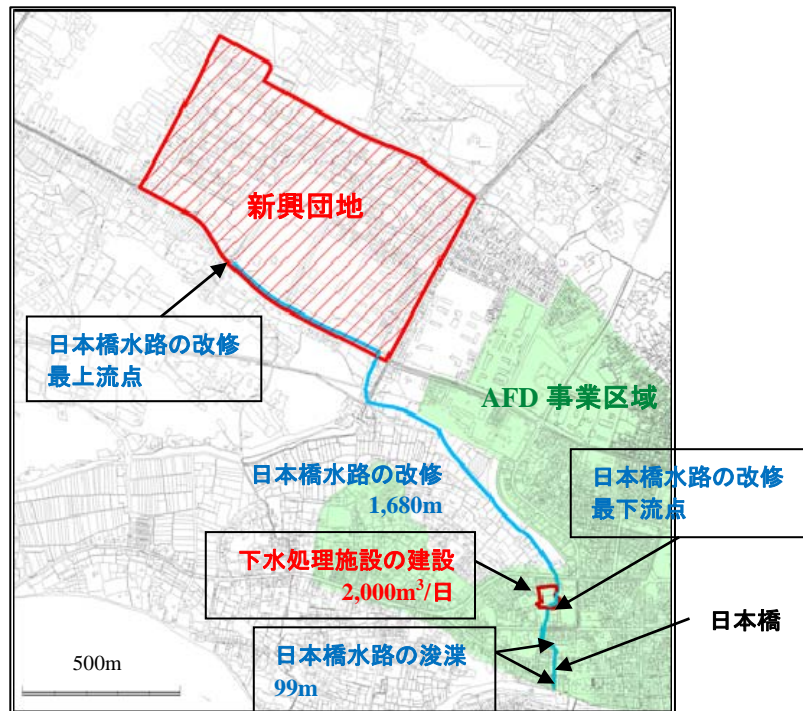 新興団地
日本橋水路の改修
最上流点
AFD 事業区域
日本橋水路の改修
1,680m
日本橋水路の改修
最下流点
下水処理施設の建設
2,000m³/日
日本橋
500m
日本橋水路の浚渫
99m